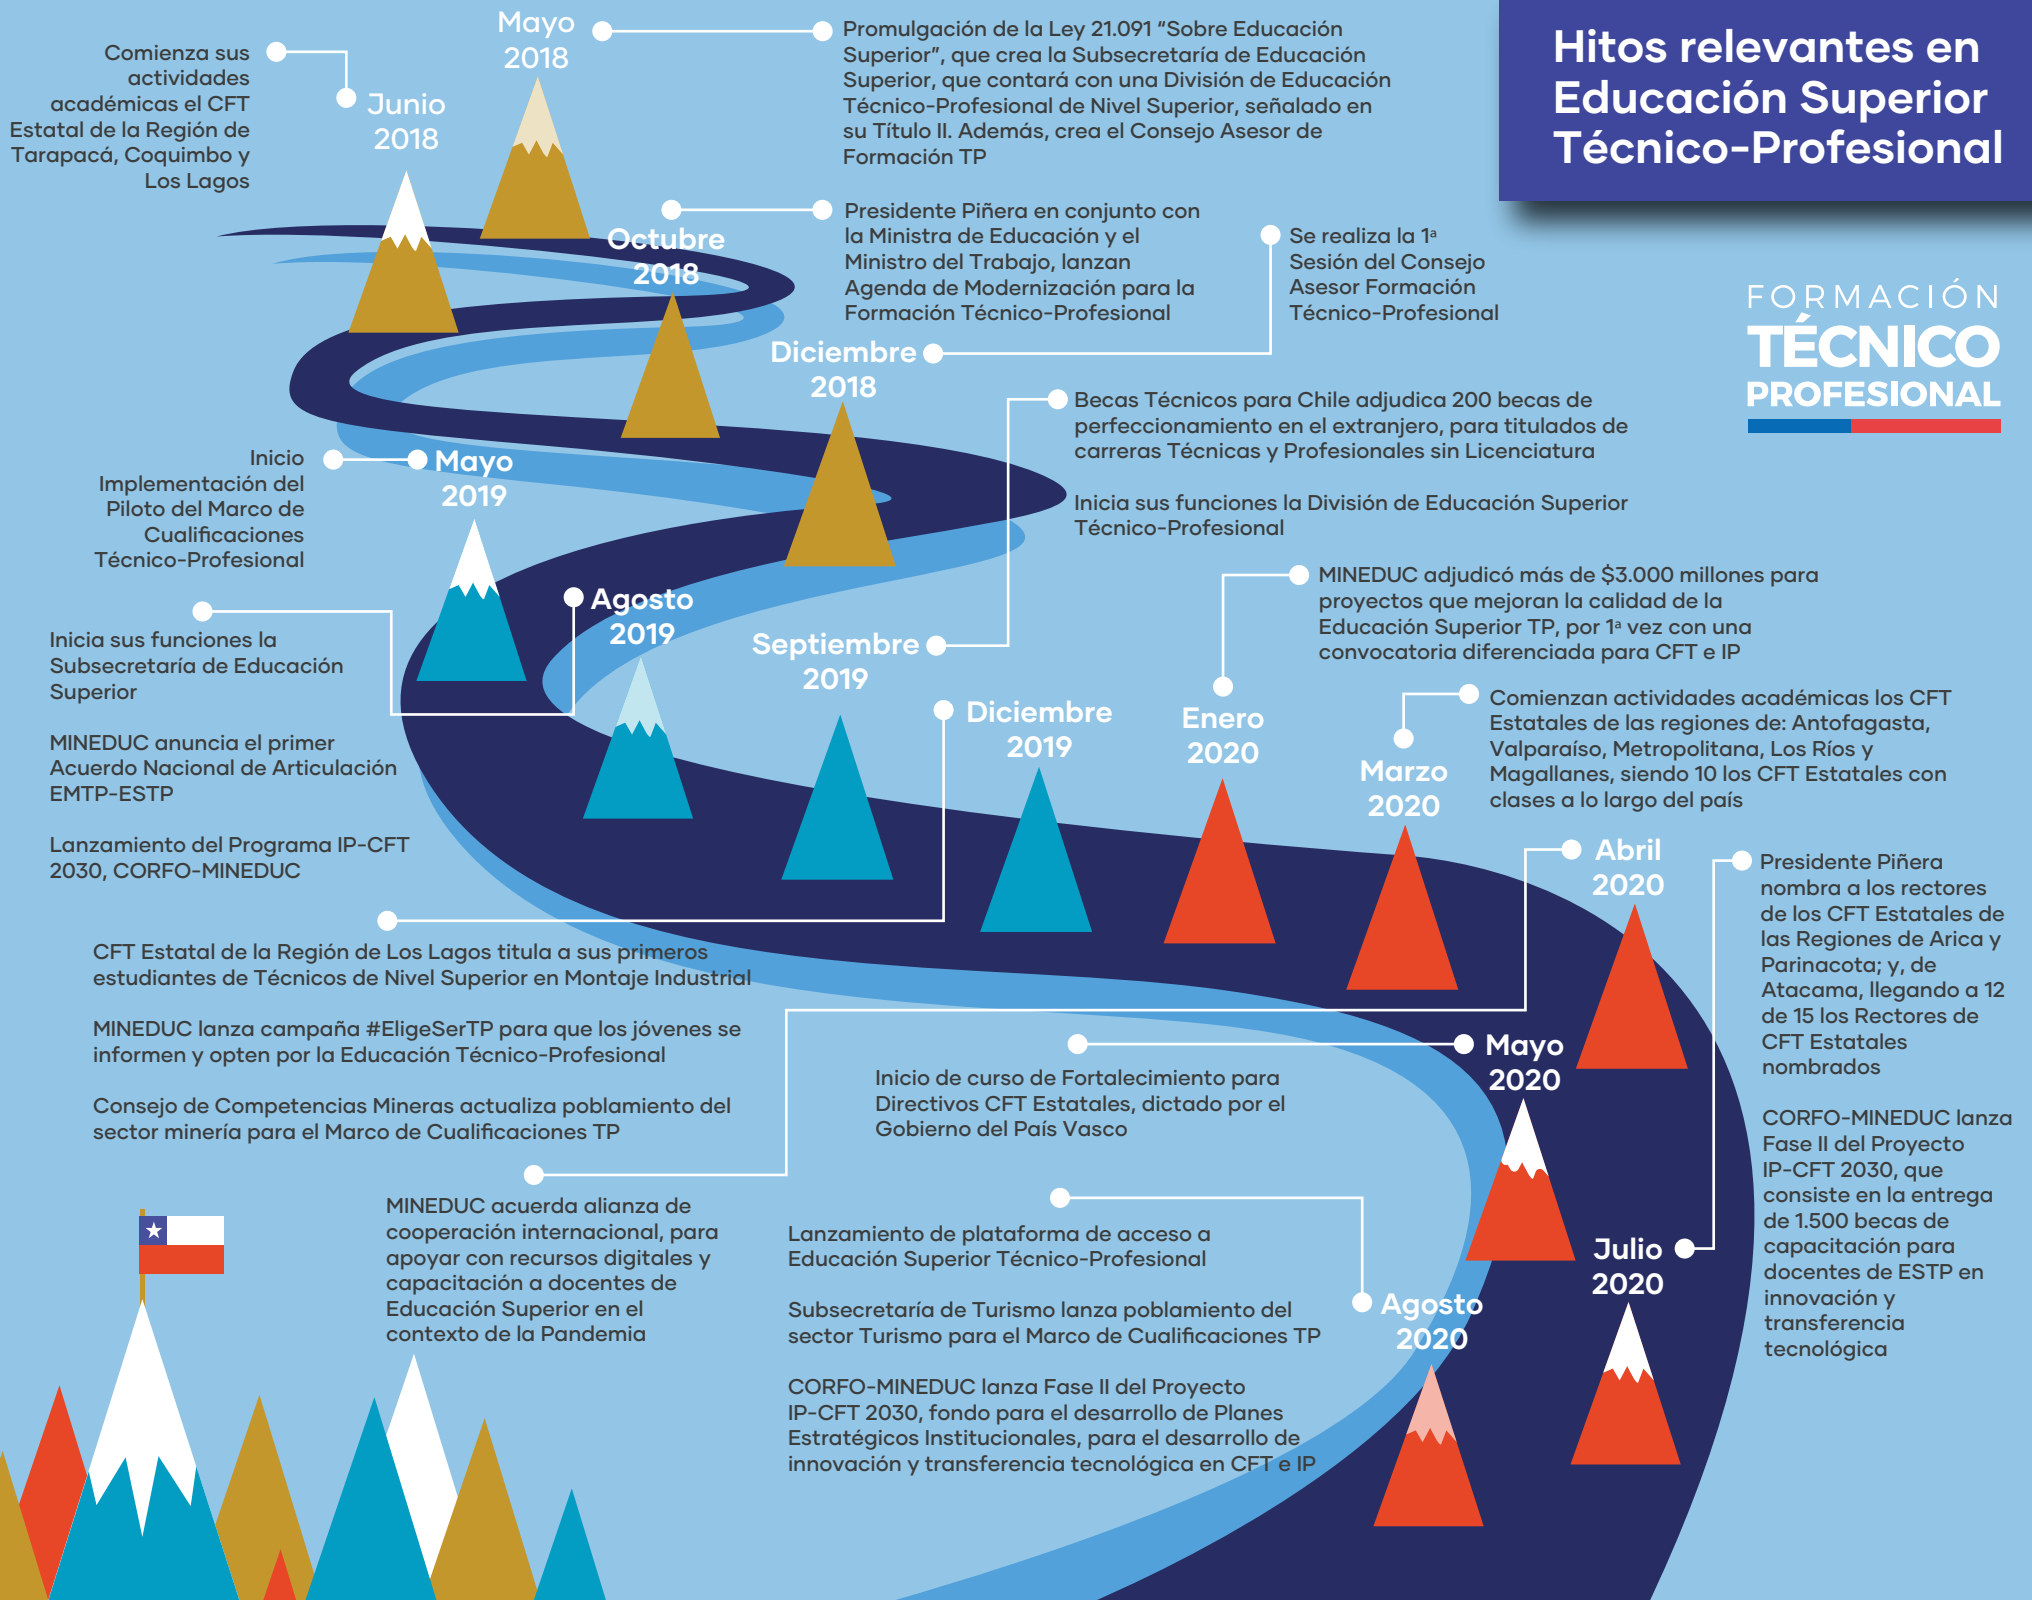 Hitos relevantes en
Educación Superior
Técnico-Profesional
FORMACIÓN
TÉCNICO
PROFESIONAL
Mayo
2018
Promulgación de la Ley 21.091 “Sobre Educación
Superior”, que crea la Subsecretaría de Educación
Superior, que contará con una División de Educación
Técnico-Profesional de Nivel Superior, señalado en
su Título II. Además, crea el Consejo Asesor de
Formación TP
Comienza sus
actividades
académicas el CFT
Estatal de la Región de
Tarapacá, Coquimbo y
Los Lagos
Junio
2018
Octubre
2018
Presidente Piñera en conjunto con
la Ministra de Educación y el
Ministro del Trabajo, lanzan
Agenda de Modernización para la
Formación Técnico-Profesional
Diciembre
2018
Se realiza la 1ª
Sesión del Consejo
Asesor Formación
Técnico-Profesional
Inicio
Implementación del
Piloto del Marco de
Cualificaciones
Técnico-Profesional
Mayo
2019
Agosto
2019
Inicia sus funciones la
Subsecretaría de Educación
Superior
MINEDUC anuncia el primer
Acuerdo Nacional de Articulación
EMTP-ESTP
Lanzamiento del Programa IP-CFT
2030, CORFO-MINEDUC
Septiembre
2019
Becas Técnicos para Chile adjudica 200 becas de
perfeccionamiento en el extranjero, para titulados de
carreras Técnicas y Profesionales sin Licenciatura
Inicia sus funciones la División de Educación Superior
Técnico-Profesional
Diciembre
2019
CFT Estatal de la Región de Los Lagos titula a sus primeros
estudiantes de Técnicos de Nivel Superior en Montaje Industrial
MINEDUC lanza campaña #EligeSerTP para que los jóvenes se
informen y opten por la Educación Técnico-Profesional
Consejo de Competencias Mineras actualiza poblamiento del
sector minería para el Marco de Cualificaciones TP
Enero
2020
MINEDUC adjudicó más de $3.000 millones para
proyectos que mejoran la calidad de la
Educación Superior TP, por 1ª vez con una
convocatoria diferenciada para CFT e IP
Marzo
2020
Comienzan actividades académicas los CFT
Estatales de las regiones de: Antofagasta,
Valparaíso, Metropolitana, Los Ríos y
Magallanes, siendo 10 los CFT Estatales con
clases a lo largo del país
Abril
2020
MINEDUC acuerda alianza de
cooperación internacional, para
apoyar con recursos digitales y
capacitación a docentes de
Educación Superior en el
contexto de la Pandemia
Mayo
2020
Inicio de curso de Fortalecimiento para
Directivos CFT Estatales, dictado por el
Gobierno del País Vasco
Julio
2020
Presidente Piñera
nombra a los rectores
de los CFT Estatales de
las Regiones de Arica y
Parinacota; y, de
Atacama, llegando a 12
de 15 los Rectores de
CFT Estatales
nombrados
CORFO-MINEDUC lanza
Fase II del Proyecto
IP-CFT 2030, que
consiste en la entrega
de 1.500 becas de
capacitación para
docentes de ESTP en
innovación y
transferencia
tecnológica
Agosto
2020
Lanzamiento de plataforma de acceso a
Educación Superior Técnico-Profesional
Subsecretaría de Turismo lanza poblamiento del
sector Turismo para el Marco de Cualificaciones TP
CORFO-MINEDUC lanza Fase II del Proyecto
IP-CFT 2030, fondo para el desarrollo de Planes
Estratégicos Institucionales, para el desarrollo de
innovación y transferencia tecnológica en CFT e IP